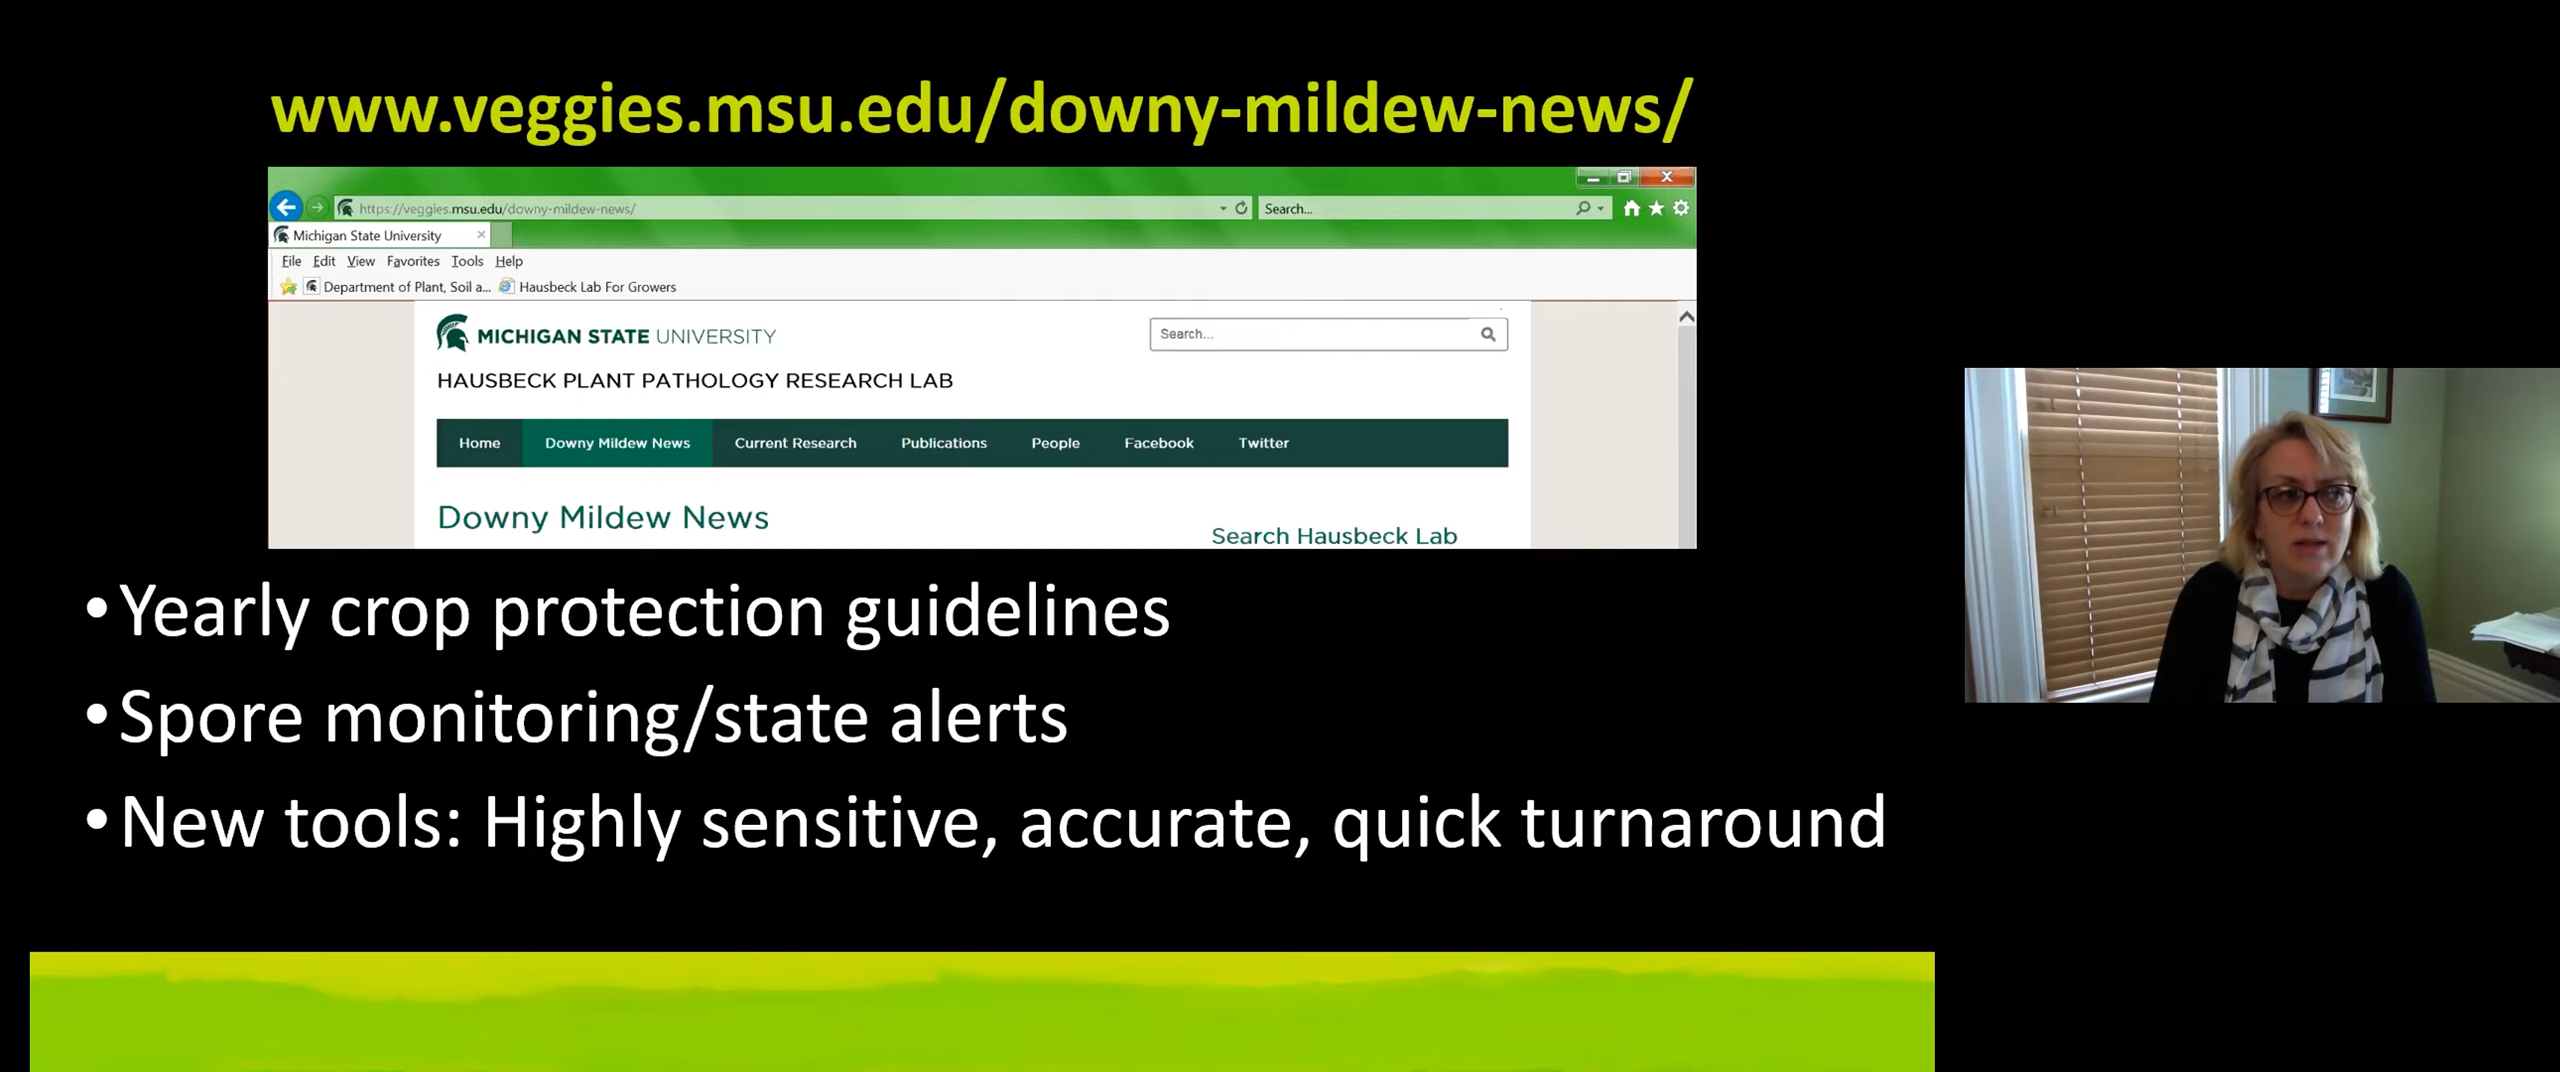 www.veggies.msu.edu/downy-mildew-news/
https://veggies.msu.edu/downy-mildew-news/
Search...
Michigan State University
File Edit View Favorites Tools Help
Department of Plant, Soil a... Hausbeck Lab For Growers
MICHIGAN STATE UNIVERSITY
Search...
HAUSBECK PLANT PATHOLOGY RESEARCH LAB
Home Downy Mildew News Current Research Publications People Facebook Twitter
Downy Mildew News
Search Hausbeck Lab
•Yearly crop protection guidelines
•Spore monitoring/state alerts
•New tools: Highly sensitive, accurate, quick turnaround